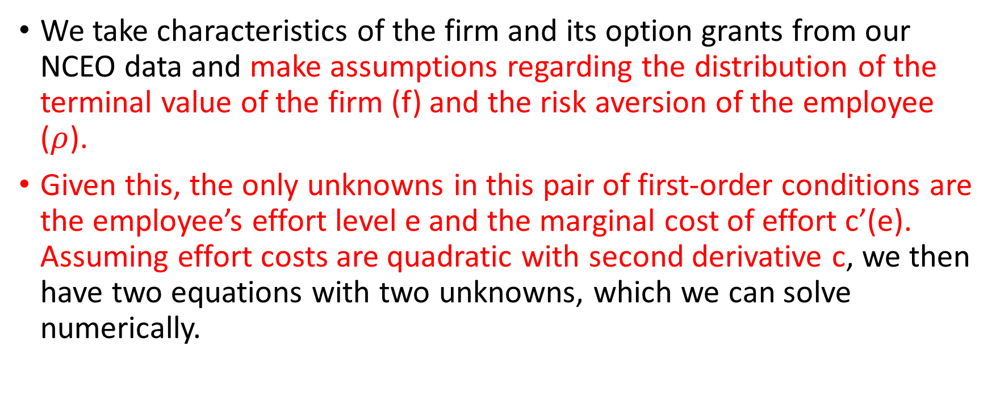 • We take characteristics of the firm and its option grants from our
NCEO data and make assumptions regarding the distribution of the
terminal value of the firm (f) and the risk aversion of the employee
(𝜌).
• Given this, the only unknowns in this pair of first-order conditions are
the employee’s effort level e and the marginal cost of effort c’(e).
Assuming effort costs are quadratic with second derivative c, we then
have two equations with two unknowns, which we can solve
numerically.